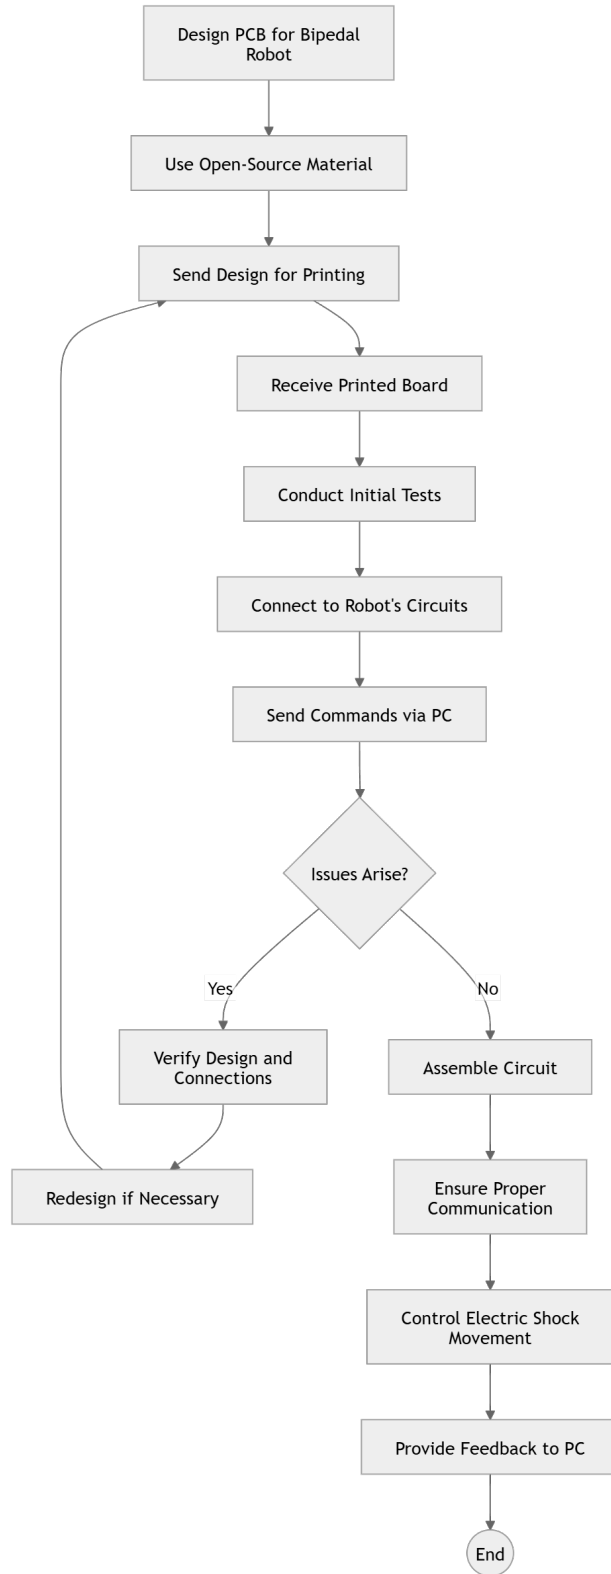 Design PCB for Bipedal
Robot
Use Open-Source Material
Send Design for Printing
Receive Printed Board
Conduct Initial Tests
Connect to Robot's Circuits
Send Commands via PC
Issues Arise?
Yes
No
Verify Design and
Connections
Assemble Circuit
Redesign if Necessary
Ensure Proper
Communication
Control Electric Shock
Movement
Provide Feedback to PC
End